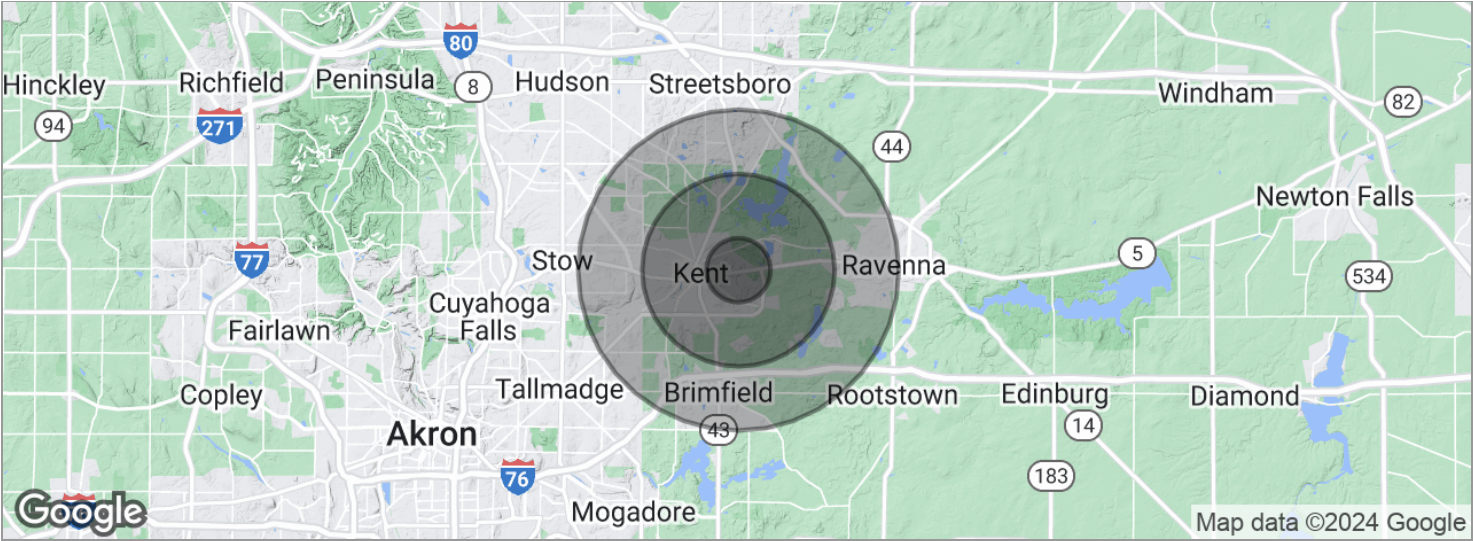 80
Hinckley
Richfield
Peninsula
8
Hudson
Streetsboro
Windham
82
94
271
44
Newton Falls
5
77
Stow
Kent
Ravenna
534
Cuyahoga
Falls
Fairlawn
Copley
Tallmadge
Brimfield
Rootstown
Edinburg
Diamond
Akron
43
14
76
183
Mogadore
Google
Map data ©2024 Google